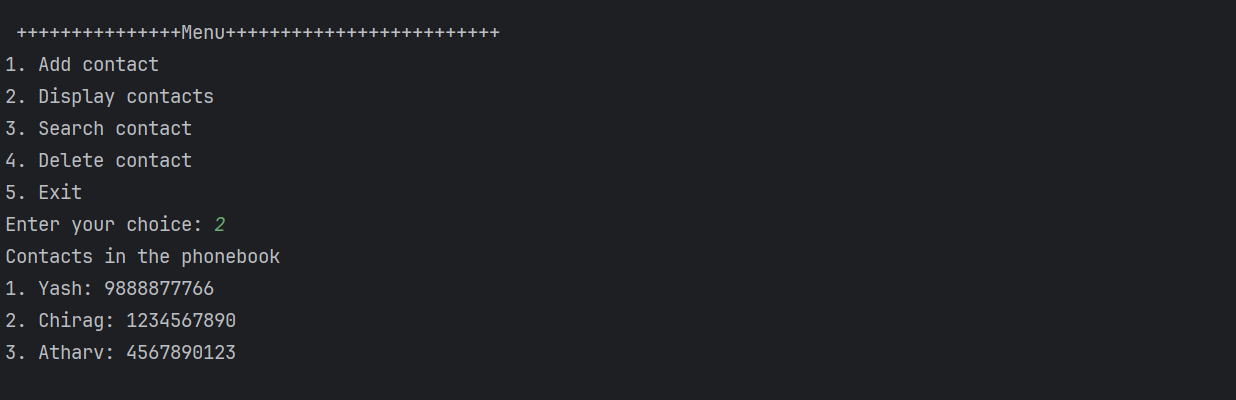 +++++++++++++++Menu+++++++++++++++++++++++++
1. Add contact
2. Display contacts
3. Search contact
4. Delete contact
5. Exit
Enter your choice: 2
Contacts in the phonebook
1. Yash: 9888877766
2. Chirag: 1234567890
3. Atharv: 4567890123